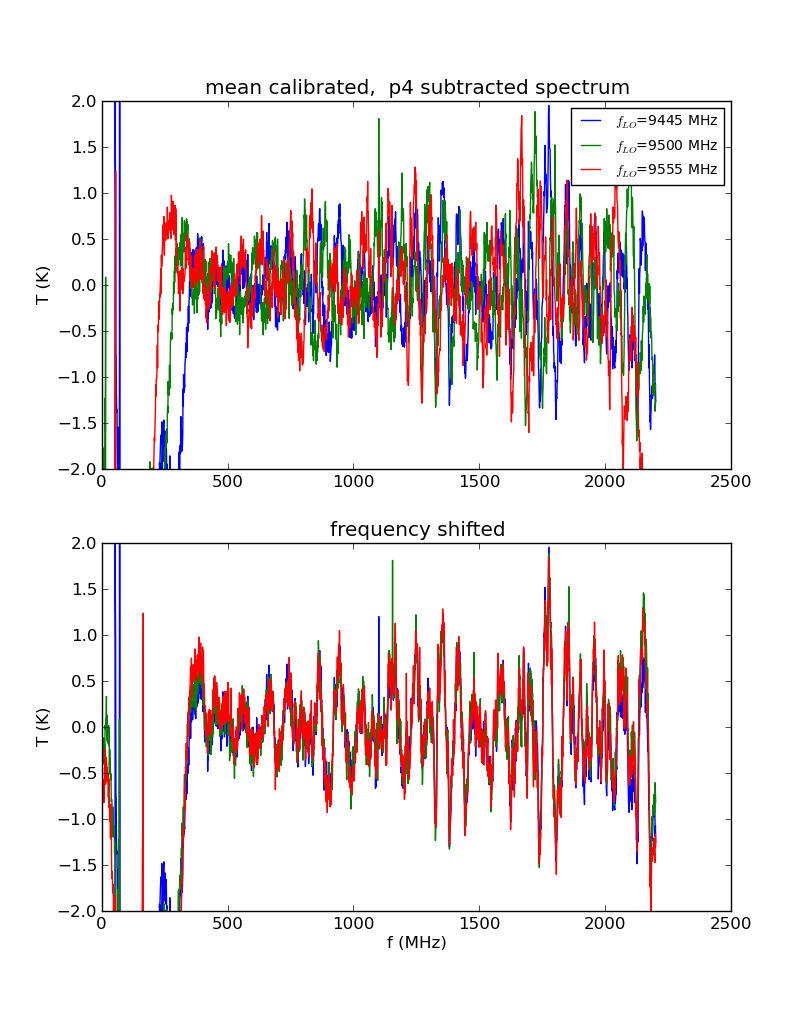 mean calibrated,  p4 subtracted spectrum
2.0
1.5
1.0
0.5
0.0
−0.5
−1.0
−1.5
−2.0
T (K)
f_LO=9445 MHz
f_LO=9500 MHz
f_LO=9555 MHz
0 500 1000 1500 2000 2500
frequency shifted
2.0
1.5
1.0
0.5
0.0
−0.5
−1.0
−1.5
−2.0
T (K)
0 500 1000 1500 2000 2500
f (MHz)